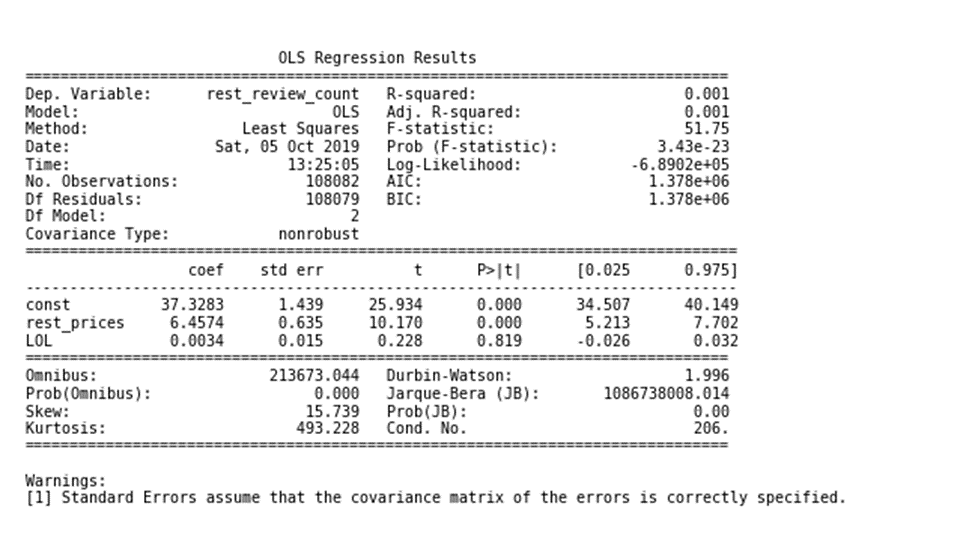 OLS Regression Results
==============================================================================
Dep. Variable: rest_review_count R-squared: 0.001
Model: OLS Adj. R-squared: 0.001
Method: Least Squares F-statistic: 51.75
Date: Sat, 05 Oct 2019 Prob (F-statistic): 3.43e-23
Time: 13:25:05 Log-Likelihood: -6.8902e+05
No. Observations: 108082 AIC: 1.378e+06
Df Residuals: 108079 BIC: 1.378e+06
Df Model: 2
Covariance Type: nonrobust
===============================================================================
coef std err t P>|t| [0.025 0.975]
-------------------------------------------------------------------------------
const 37.3283 1.439 25.934 0.000 34.507 40.149
rest_prices 6.4574 0.635 10.170 0.000 5.213 7.702
LOL 0.0034 0.015 0.228 0.819 -0.026 0.032
==============================================================================
Omnibus: 213673.044 Durbin-Watson: 1.996
Prob(Omnibus): 0.000 Jarque-Bera (JB): 1086738008.014
Skew: 15.739 Prob(JB): 0.00
Kurtosis: 493.228 Cond. No. 206.
==============================================================================
Warnings:
[1] Standard Errors assume that the covariance matrix of the errors is correctly specified.